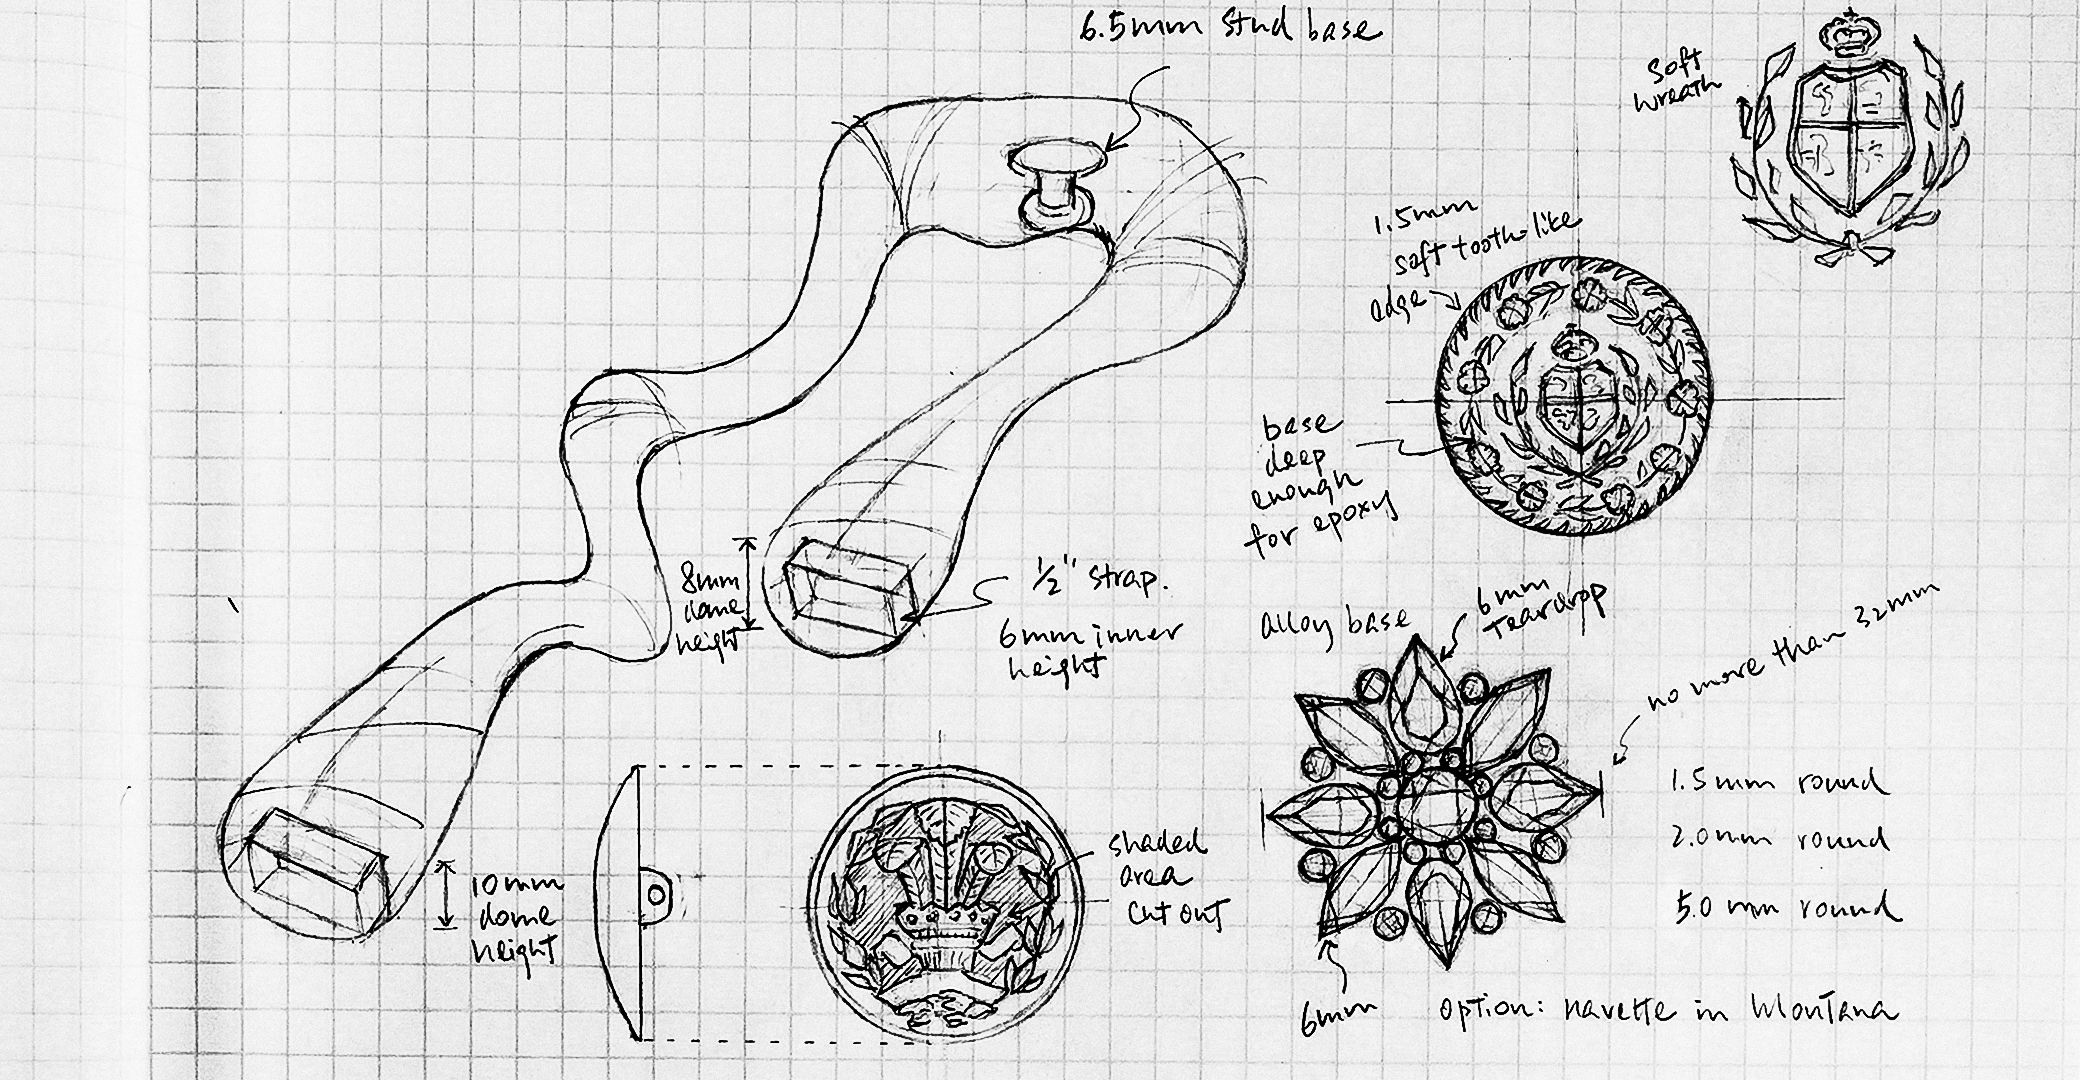 6.5mm stud base
soft
wreath
1.5mm
soft tooth-like
edge
base
deep
enough
for epoxy
8mm
dome
height
1/2" strap.
6mm inner
height
alloy base
6mm
Teardrop
no more than 32mm
1.5mm round
2.0mm round
5.0 mm round
10mm
dome
height
shaded
area
cut out
6mm
option: navette in Montana